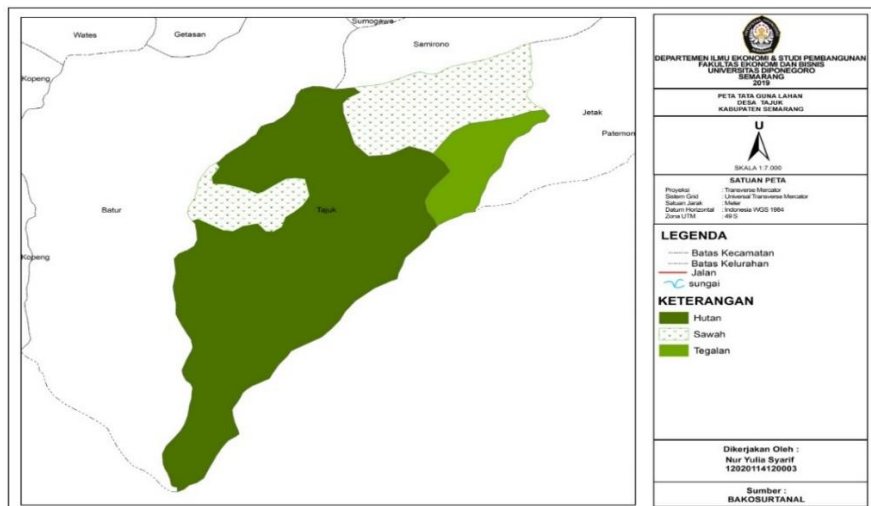 Sumogawa
Wates
Getasan
Samirono
Kopeng
Jetak
Patemon
Batur
Tajuk
Kopeng
DEPARTEMEN ILMU EKONOMI & STUDI PEMBANGUNAN
FAKULTAS EKONOMI DAN BISNIS
UNIVERSITAS DIPONEGORO
SEMARANG
2019
PETA TATA GUNA LAHAN
DESA TAJUK
KABUPATEN SEMARANG
U
SKALA 1:7.000
SATUAN PETA
Proyeksi : Transverse Mercator
Sistem Grid : Universal Transverse Mercator
Satuan Jarak : Meter
Datum Horizontal : Indonesia WGS 1984
Zona UTM : 49 S
LEGENDA
Batas Kecamatan
Batas Kelurahan
Jalan
sungai
KETERANGAN
Hutan
Sawah
Tegalan
Dikerjakan Oleh :
Nur Yulia Syarif
12020114120003
Sumber :
BAKOSURTANAL